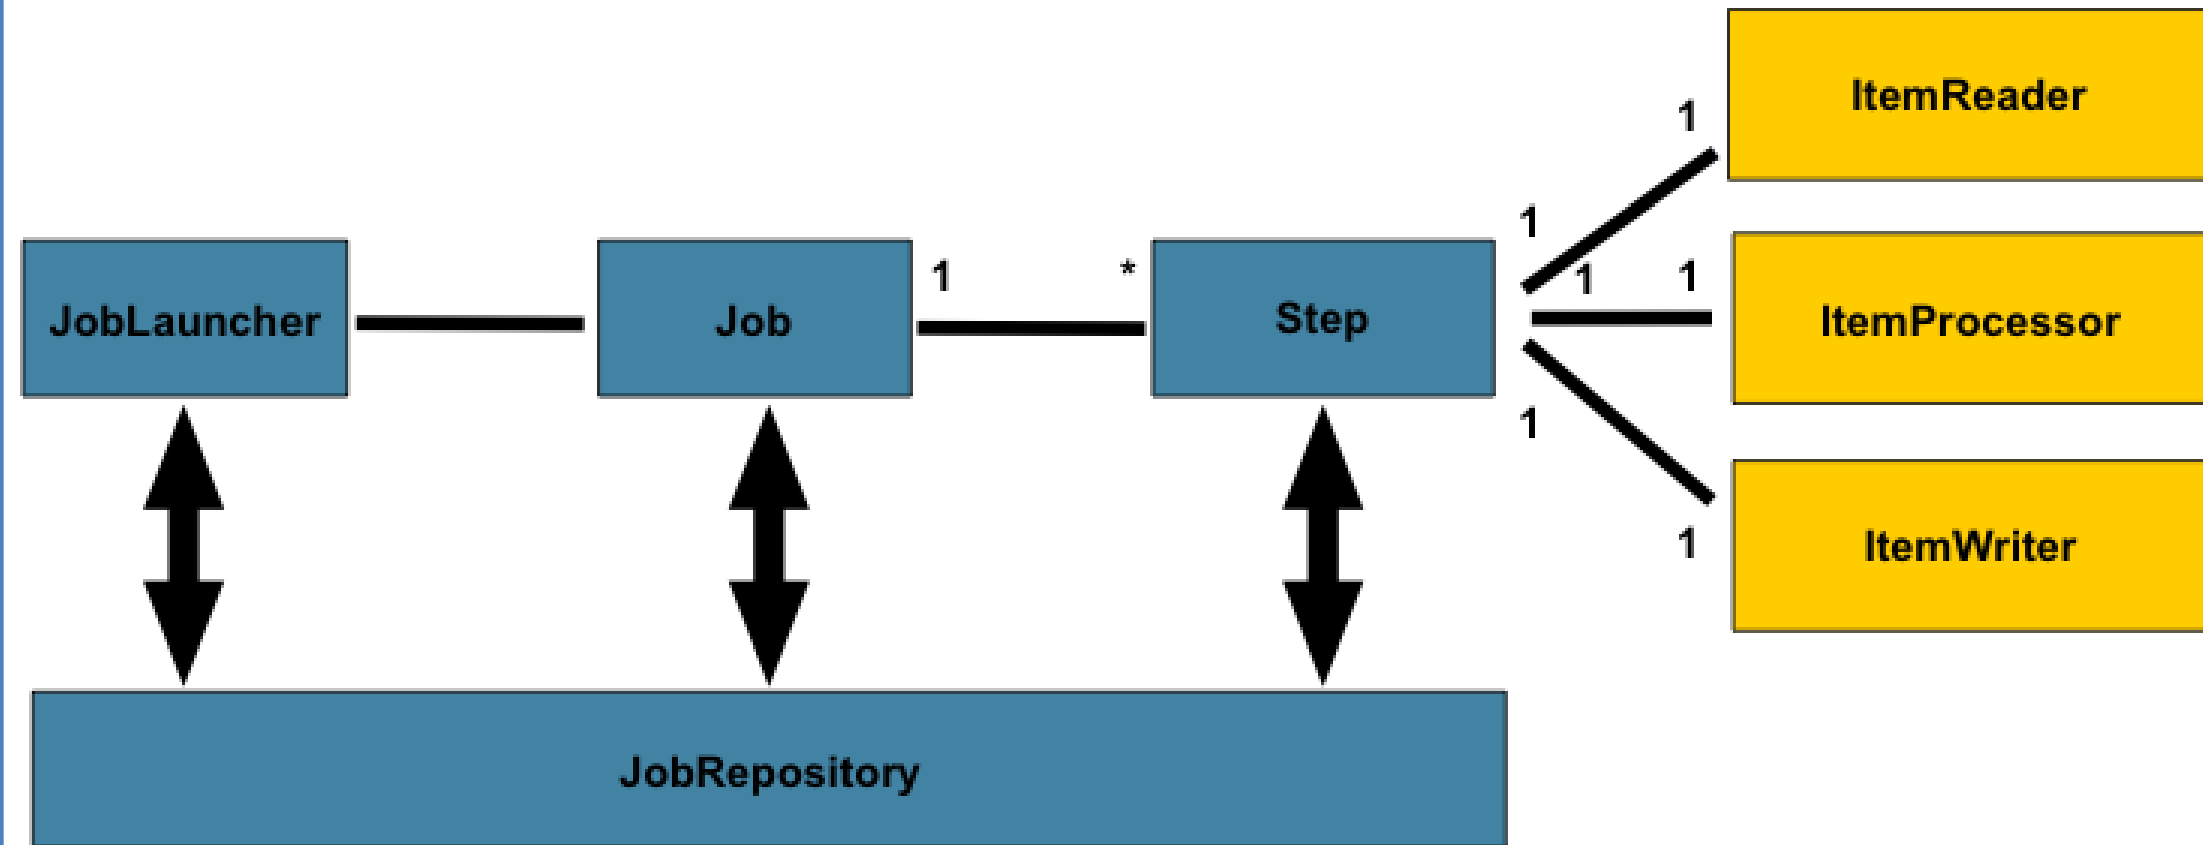 ItemReader
1
1
JobLauncher
Job
1
*
Step
1
1
ItemProcessor
1
1
ItemWriter
JobRepository